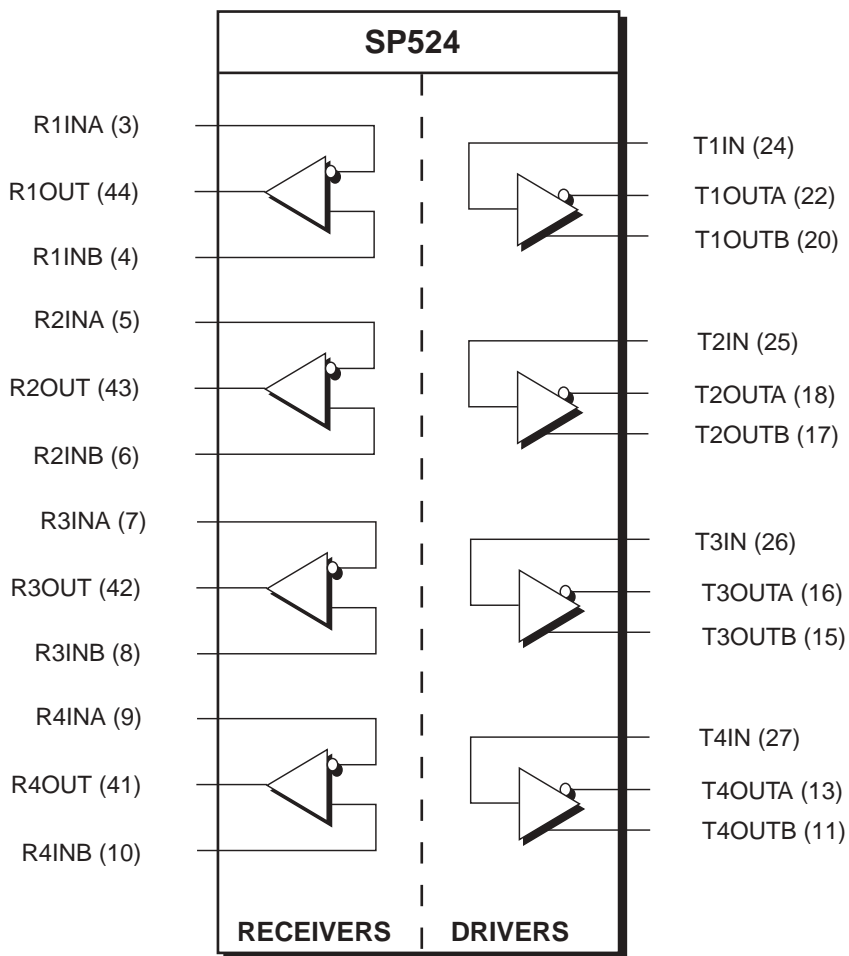 SP524
R1INA (3)
R1OUT (44)
R1INB (4)
R2INA (5)
R2OUT (43)
R2INB (6)
R3INA (7)
R3OUT (42)
R3INB (8)
R4INA (9)
R4OUT (41)
R4INB (10)
T1IN (24)
T1OUTA (22)
T1OUTB (20)
T2IN (25)
T2OUTA (18)
T2OUTB (17)
T3IN (26)
T3OUTA (16)
T3OUTB (15)
T4IN (27)
T4OUTA (13)
T4OUTB (11)
RECEIVERS
DRIVERS